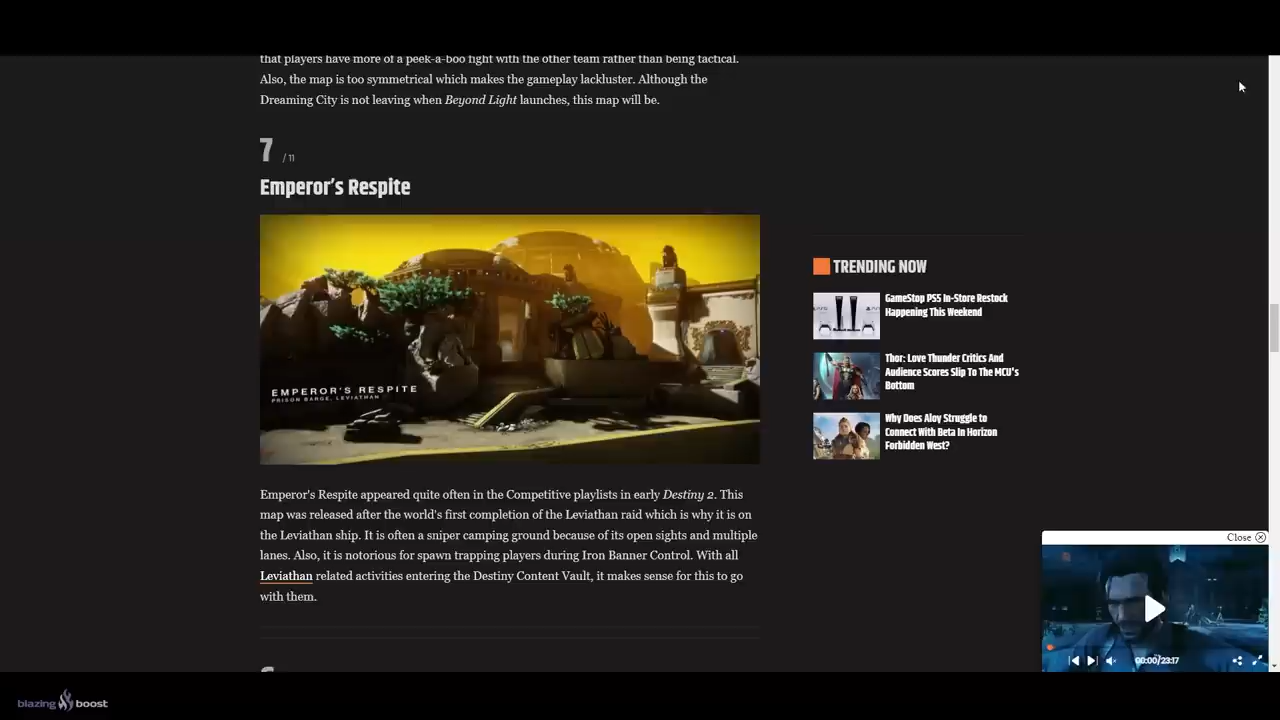 that players have more of a peek-a-boo fight with the other team rather than being tactical.
Also, the map is too symmetrical which makes the gameplay lackluster. Although the
Dreaming City is not leaving when Beyond Light launches, this map will be.
7 / 11
Emperor's Respite
EMPEROR'S RESPITE
PRISON BARGE, LEVIATHAN
Emperor's Respite appeared quite often in the Competitive playlists in early Destiny 2. This
map was released after the world's first completion of the Leviathan raid which is why it is on
the Leviathan ship. It is often a sniper camping ground because of its open sights and multiple
lanes. Also, it is notorious for spawn trapping players during Iron Banner Control. With all
Leviathan related activities entering the Destiny Content Vault, it makes sense for this to go
with them.
TRENDING NOW
GameStop PS5 In-Store Restock
Happening This Weekend
Thor: Love Thunder Critics And
Audience Scores Slip To The MCU's
Bottom
Why Does Aloy Struggle to
Connect With Beta In Horizon
Forbidden West?
Close
00:00/23:17
blazing boost